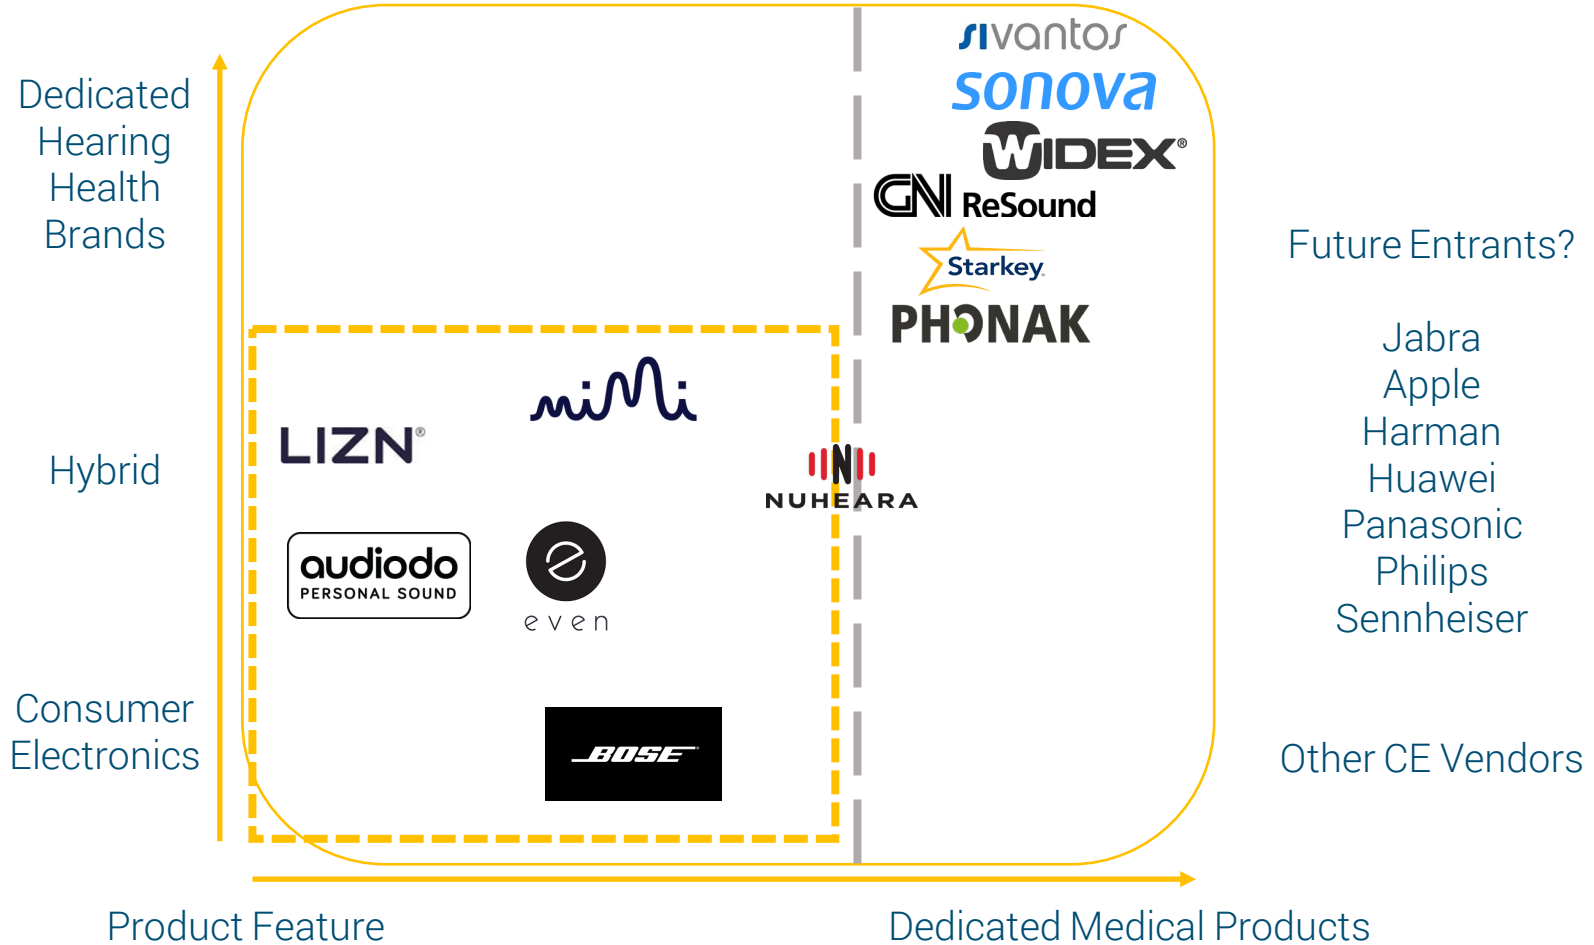 Dedicated
Hearing
Health
Brands
Hybrid
Consumer
Electronics
sıvantos
sonova
WIDEX®
GN ReSound
Starkey.
PHONAK
miMi
LIZN®
N
NUHEARA
audiodo
PERSONAL SOUND
e
even
BOSE
Future Entrants?
Jabra
Apple
Harman
Huawei
Panasonic
Philips
Sennheiser
Other CE Vendors
Product Feature
Dedicated Medical Products